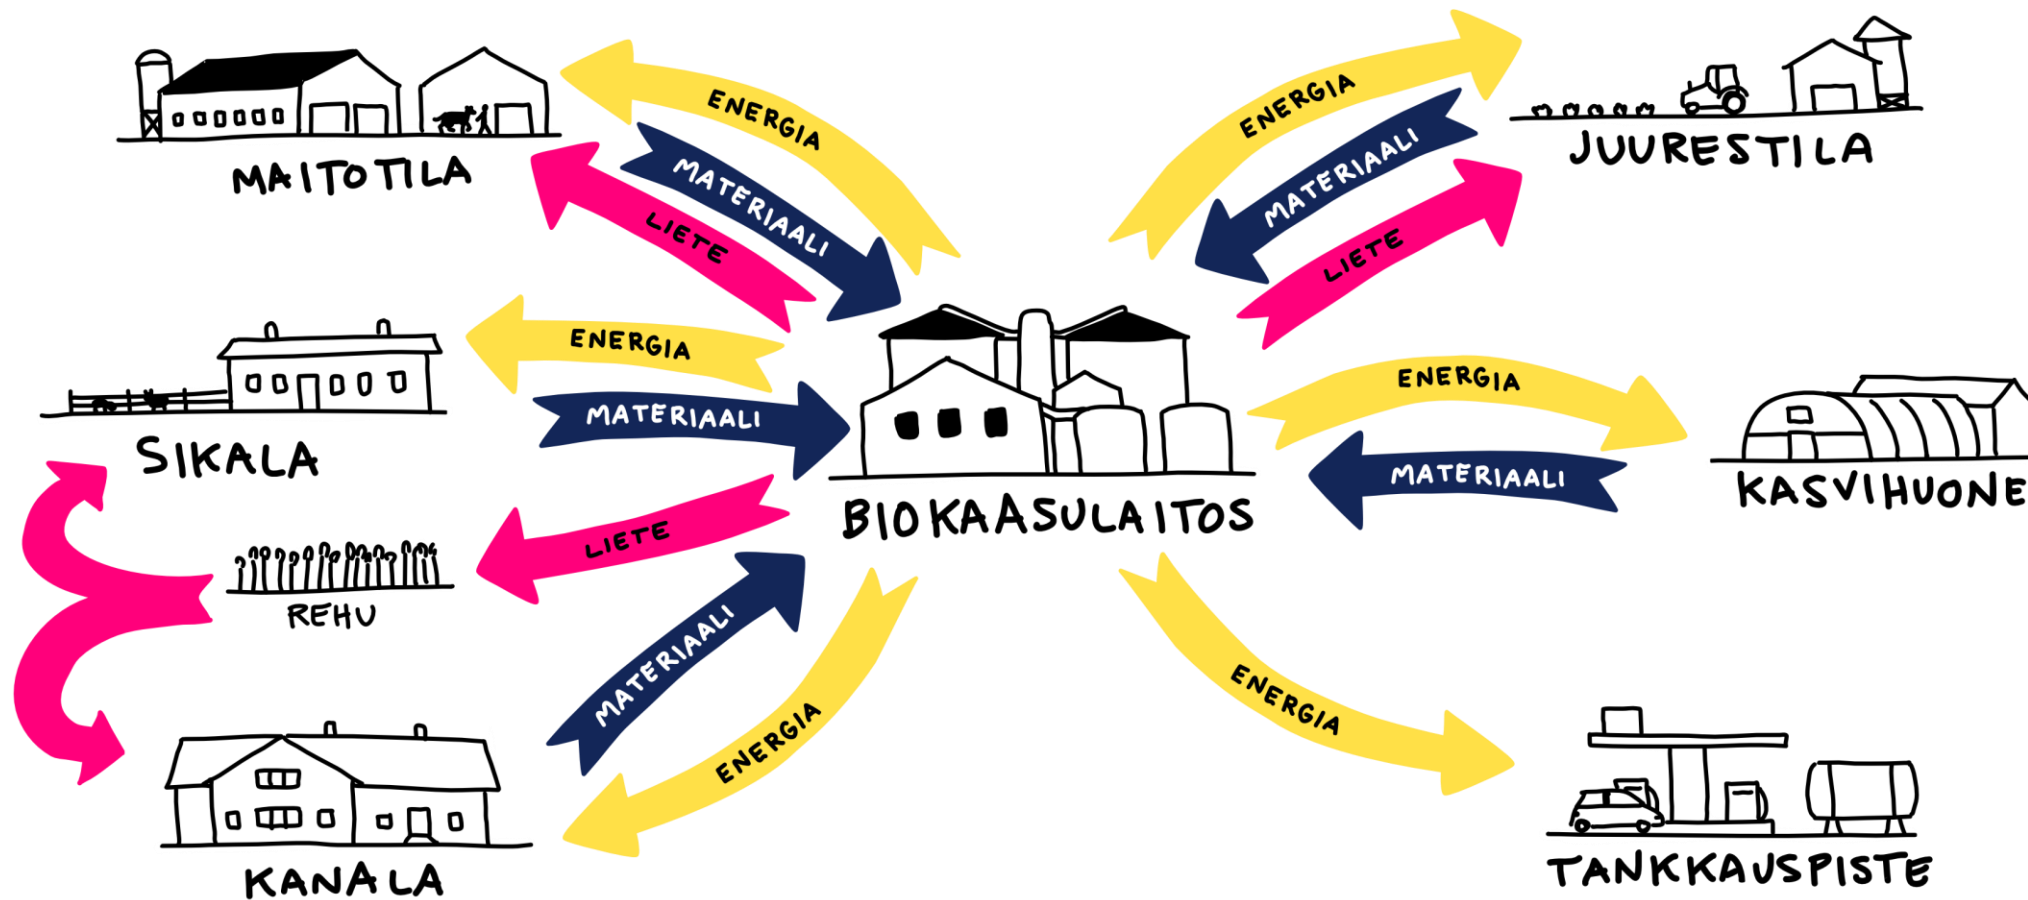 ENERGIA
MATERIAALI
LIETE
MAITOTILA
ENERGIA
MATERIAALI
LIETE
JUURESTILA
ENERGIA
MATERIAALI
SIKALA
LIETE
REHU
MATERIAALI
ENERGIA
KANALA
BIOKAASULAITOS
ENERGIA
MATERIAALI
KASVIHUONE
ENERGIA
TANKKAUSPISTE